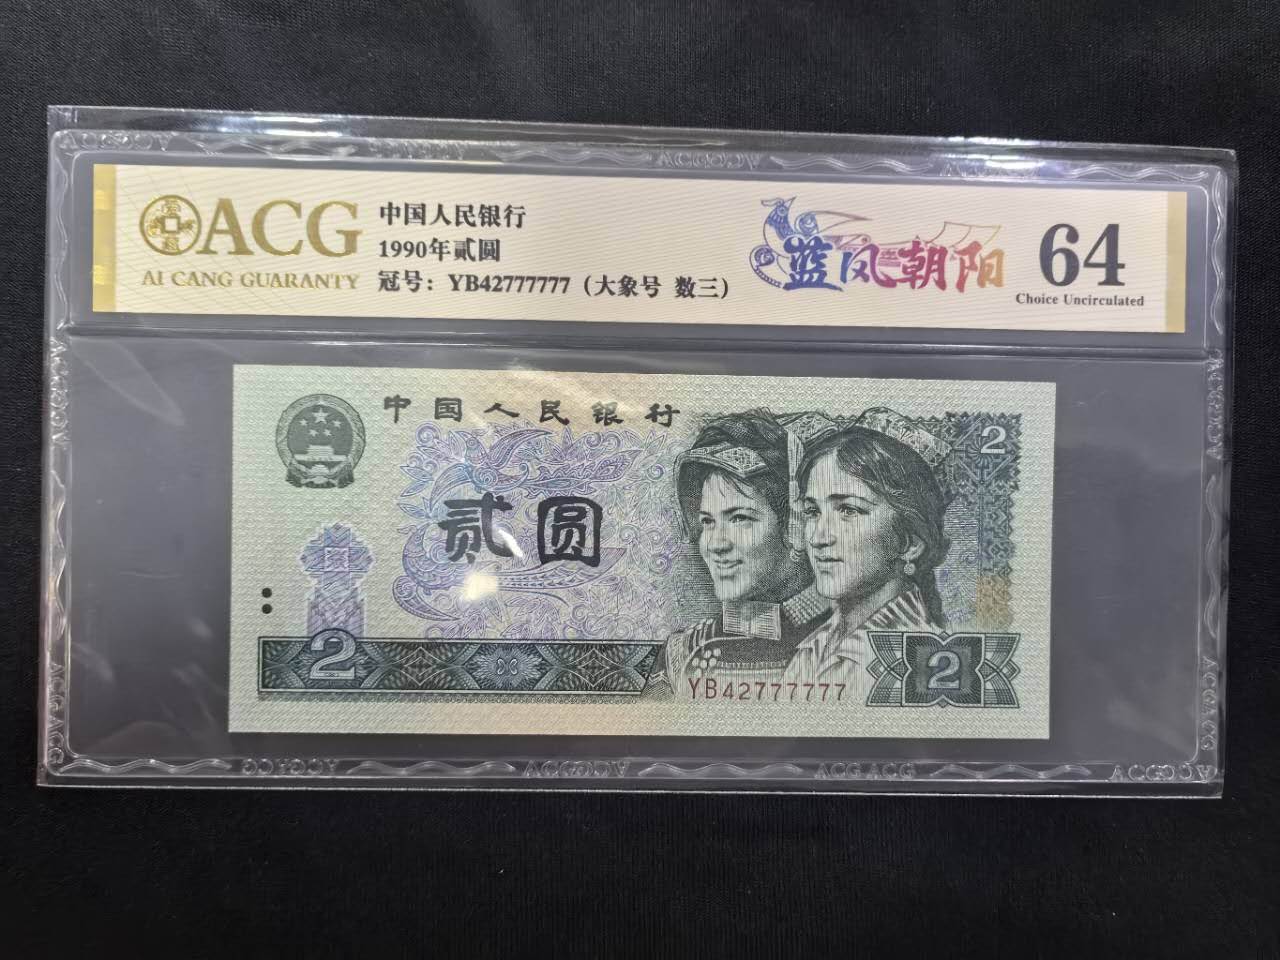 ACG
AI CANG GUARANTY
中国人民银行
1990年贰圆
冠号：YB42777777（大象号 数三）
蓝凤朝阳
64
Choice Uncirculated
中国人民银行
贰圆
2
2
2
YB42777777
ACG ACG